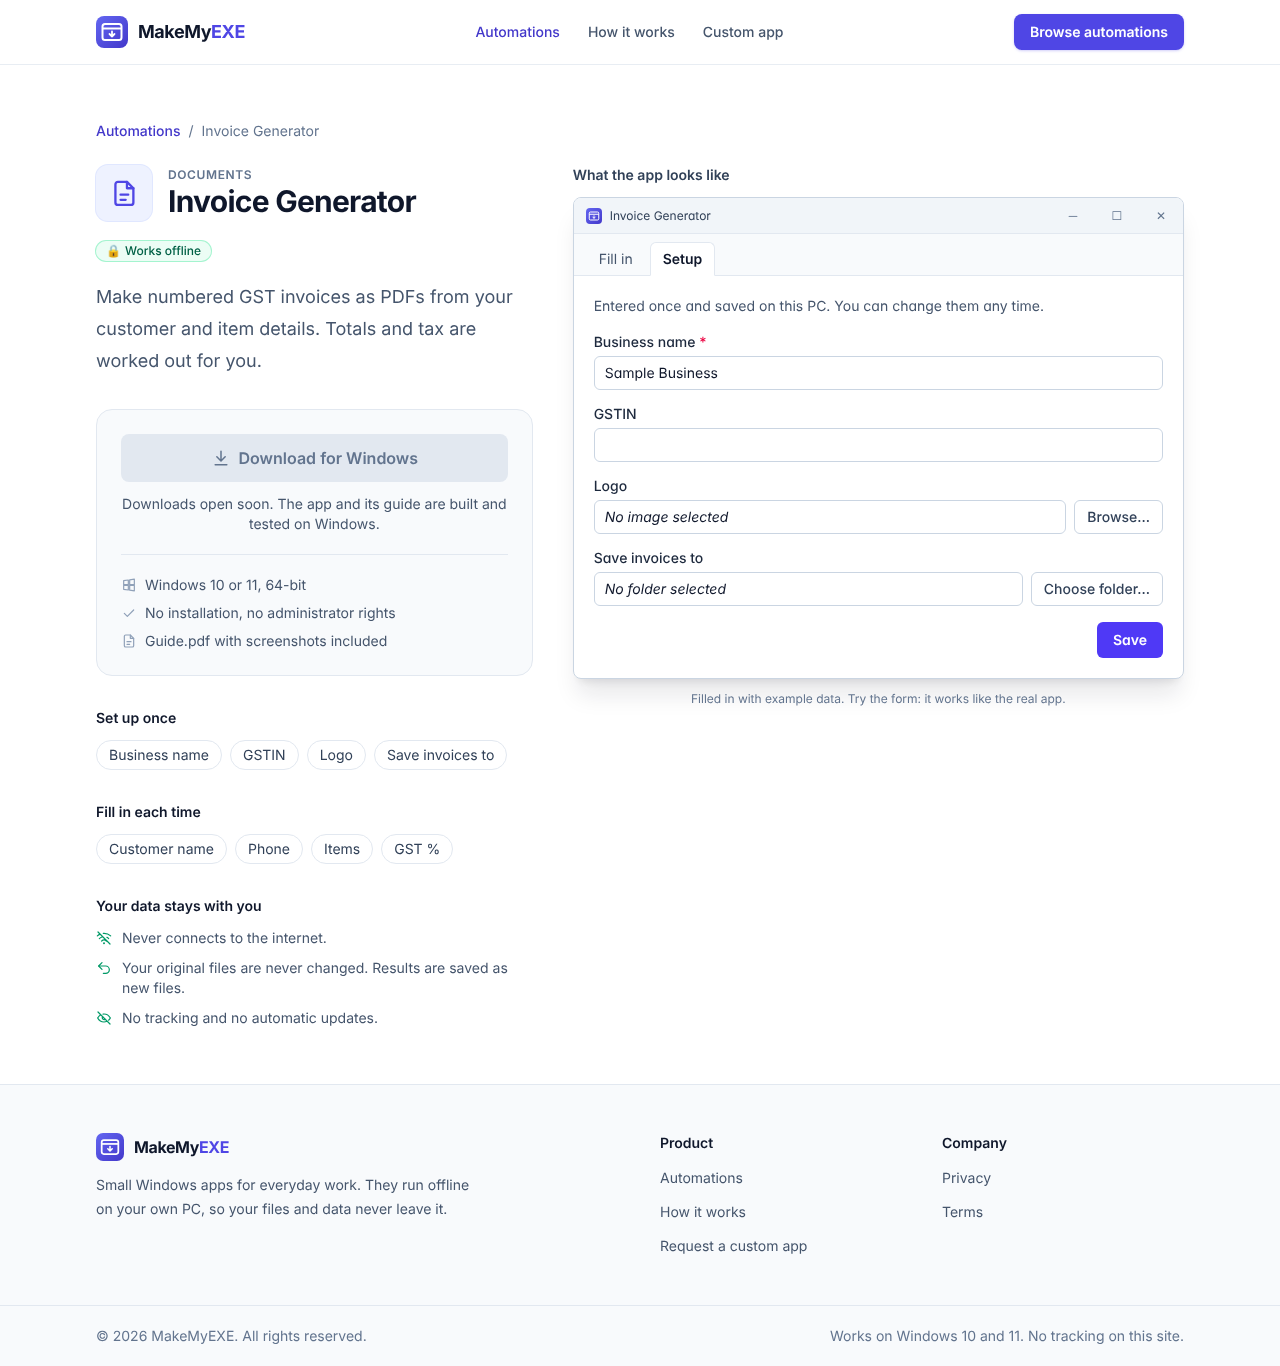 MakeMyEXE
Automations
How it works
Custom app
Browse automations
Automations / Invoice Generator
DOCUMENTS
Invoice Generator
🔒 Works offline
Make numbered GST invoices as PDFs from your
customer and item details. Totals and tax are
worked out for you.
Download for Windows
Downloads open soon. The app and its guide are built and
tested on Windows.
Windows 10 or 11, 64-bit
No installation, no administrator rights
Guide.pdf with screenshots included
Set up once
Business name
GSTIN
Logo
Save invoices to
Fill in each time
Customer name
Phone
Items
GST %
Your data stays with you
Never connects to the internet.
Your original files are never changed. Results are saved as
new files.
No tracking and no automatic updates.
What the app looks like
Invoice Generator
Fill in
Setup
Entered once and saved on this PC. You can change them any time.
Business name *
Sample Business
GSTIN
Logo
No image selected
Browse...
Save invoices to
No folder selected
Choose folder...
Save
Filled in with example data. Try the form: it works like the real app.
MakeMyEXE
Small Windows apps for everyday work. They run offline
on your own PC, so your files and data never leave it.
Product
Automations
How it works
Request a custom app
Company
Privacy
Terms
© 2026 MakeMyEXE. All rights reserved.
Works on Windows 10 and 11. No tracking on this site.